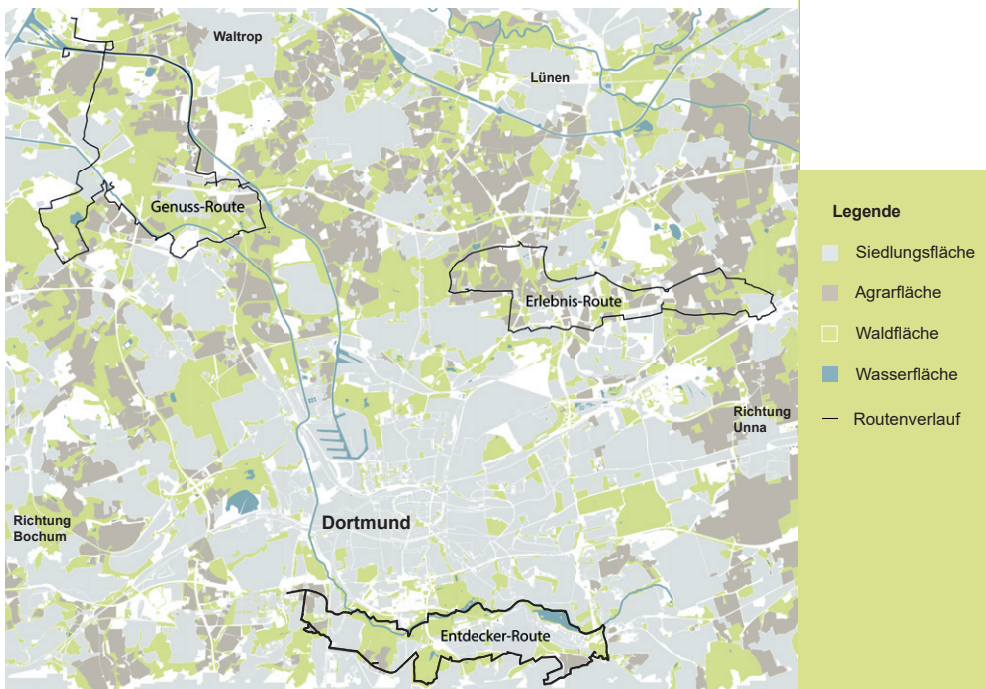 Waltrop
Lünen
Genuss-Route
Erlebnis-Route
Richtung
Unna
Richtung
Bochum
Dortmund
Entdecker-Route
Legende
Siedlungsfläche
Agrarfläche
Waldfläche
Wasserfläche
Routenverlauf